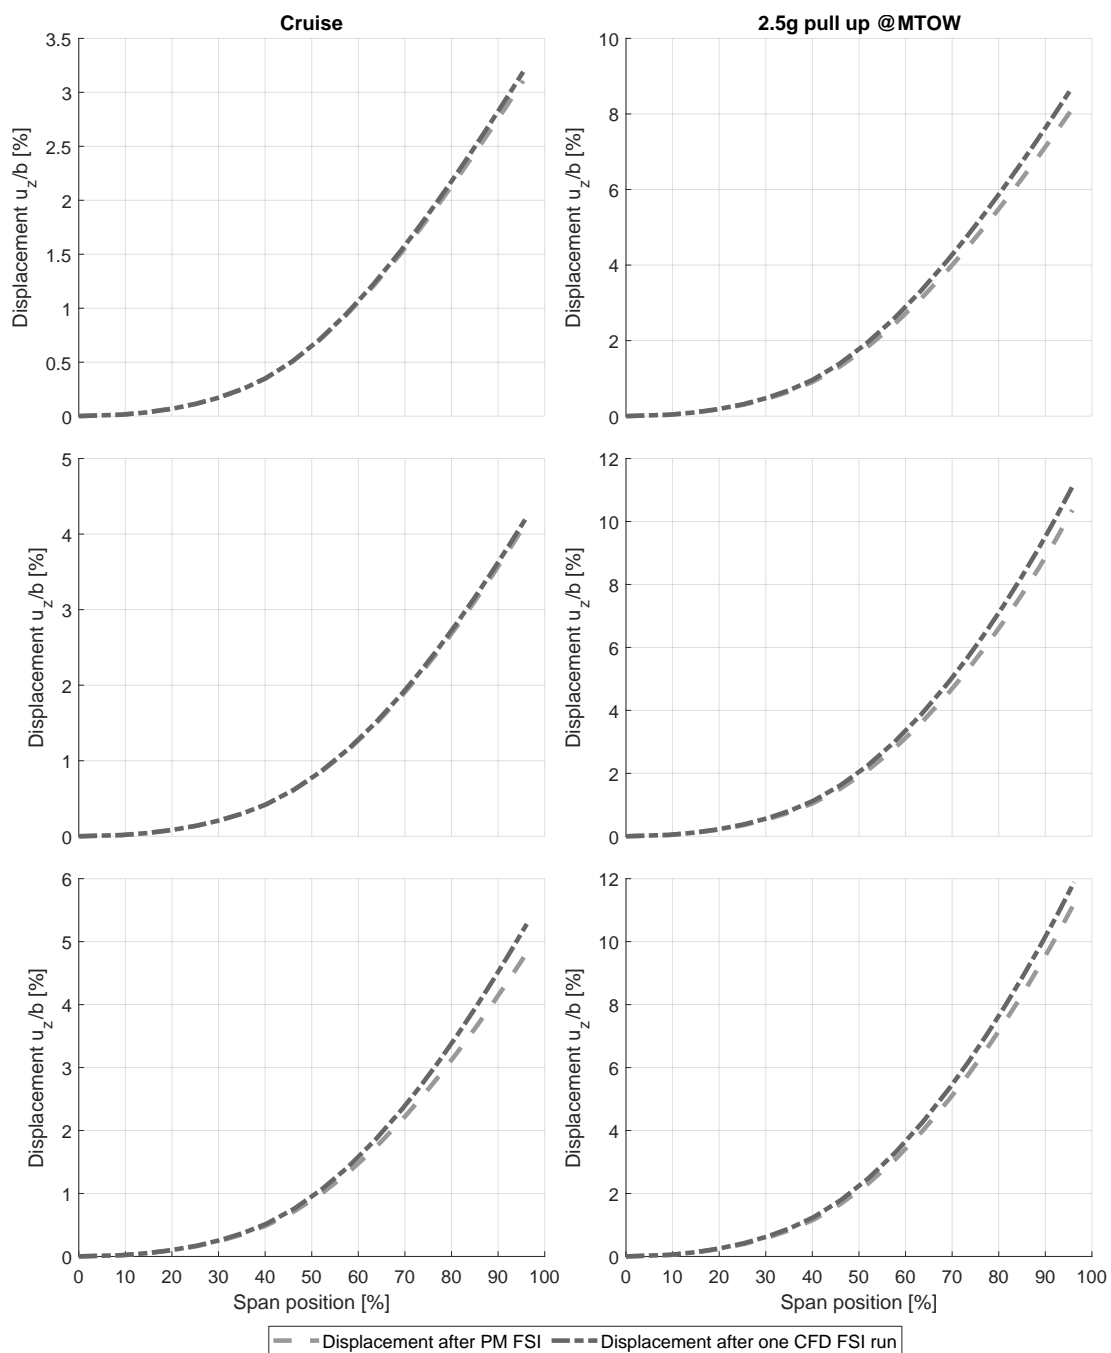 Cruise
2.5g pull up @MTOW
3.5
3
2.5
2
1.5
1
0.5
0
Displacement u_z/b [%]
10
8
6
4
2
0
Displacement u_z/b [%]
5
4
3
2
1
0
Displacement u_z/b [%]
12
10
8
6
4
2
0
Displacement u_z/b [%]
6
5
4
3
2
1
0
Displacement u_z/b [%]
0 10 20 30 40 50 60 70 80 90 100
Span position [%]
12
10
8
6
4
2
0
Displacement u_z/b [%]
0 10 20 30 40 50 60 70 80 90 100
Span position [%]
Displacement after PM FSI
Displacement after one CFD FSI run